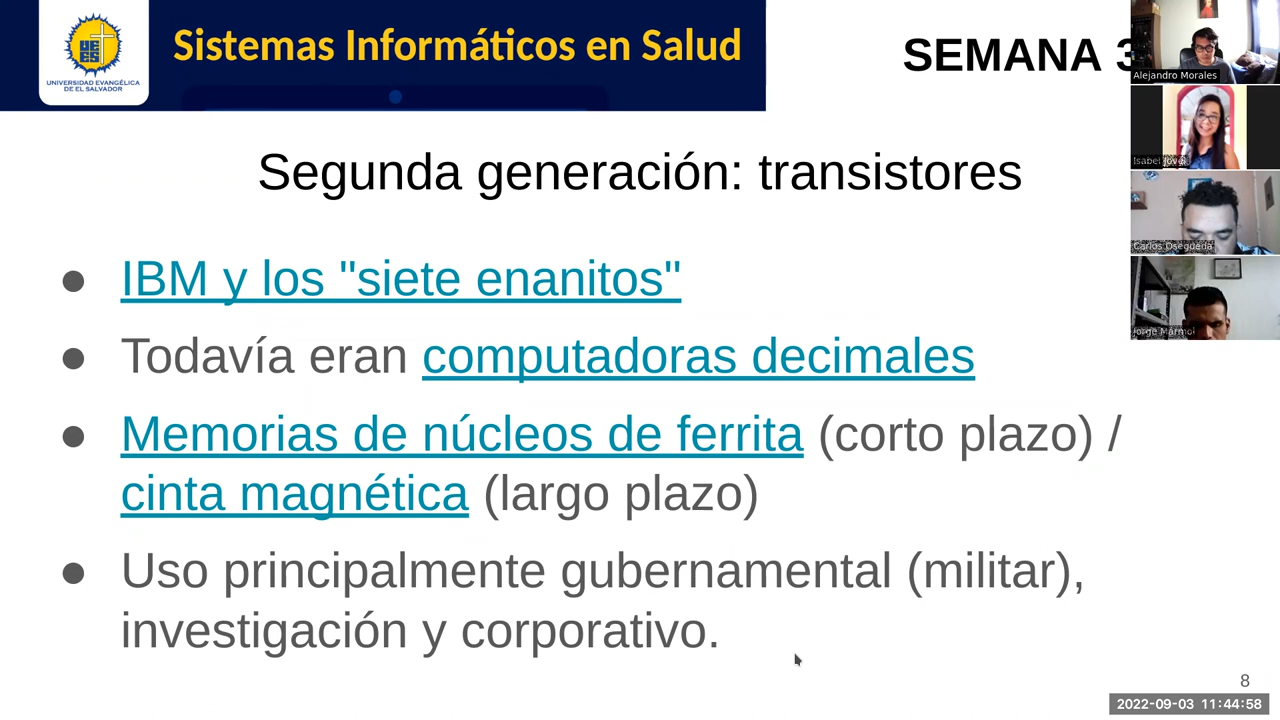 UNIVERSIDAD EVANGÉLICA
DE EL SALVADOR
Sistemas Informáticos en Salud
SEMANA 3
Alejandro Morales
Isabel Jovel
Carlos Osegueda
Jorge Mármol
Segunda generación: transistores
● IBM y los "siete enanitos"
● Todavía eran computadoras decimales
● Memorias de núcleos de ferrita (corto plazo) /
cinta magnética (largo plazo)
● Uso principalmente gubernamental (militar),
investigación y corporativo.
8
2022-09-03 11:44:58